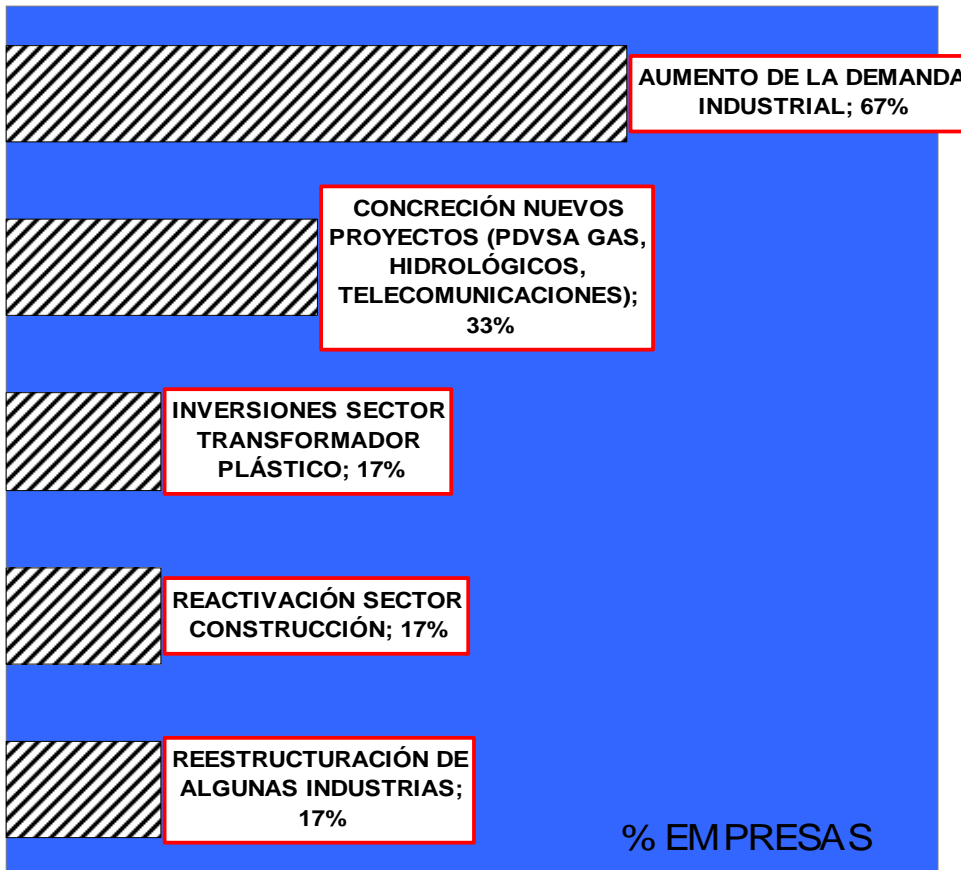 AUMENTO DE LA DEMANDA
INDUSTRIAL; 67%
CONCRECIÓN NUEVOS
PROYECTOS (PDVSA GAS,
HIDROLÓGICOS,
TELECOMUNICACIONES);
33%
INVERSIONES SECTOR
TRANSFORMADOR
PLÁSTICO; 17%
REACTIVACIÓN SECTOR
CONSTRUCCIÓN; 17%
REESTRUCTURACIÓN DE
ALGUNAS INDUSTRIAS;
17%
% EMPRESAS